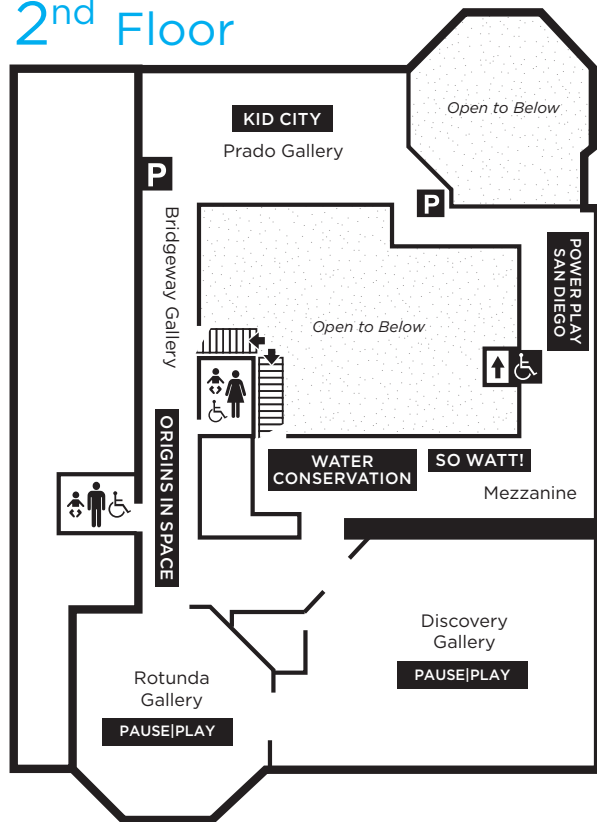 2nd Floor
Open to Below
KID CITY
Prado Gallery
P
P
Bridgeway Gallery
POWER PLAY
SAN DIEGO
Open to Below
ORIGINS IN SPACE
WATER
CONSERVATION
SO WATT!
Mezzanine
Discovery
Gallery
PAUSE|PLAY
Rotunda
Gallery
PAUSE|PLAY